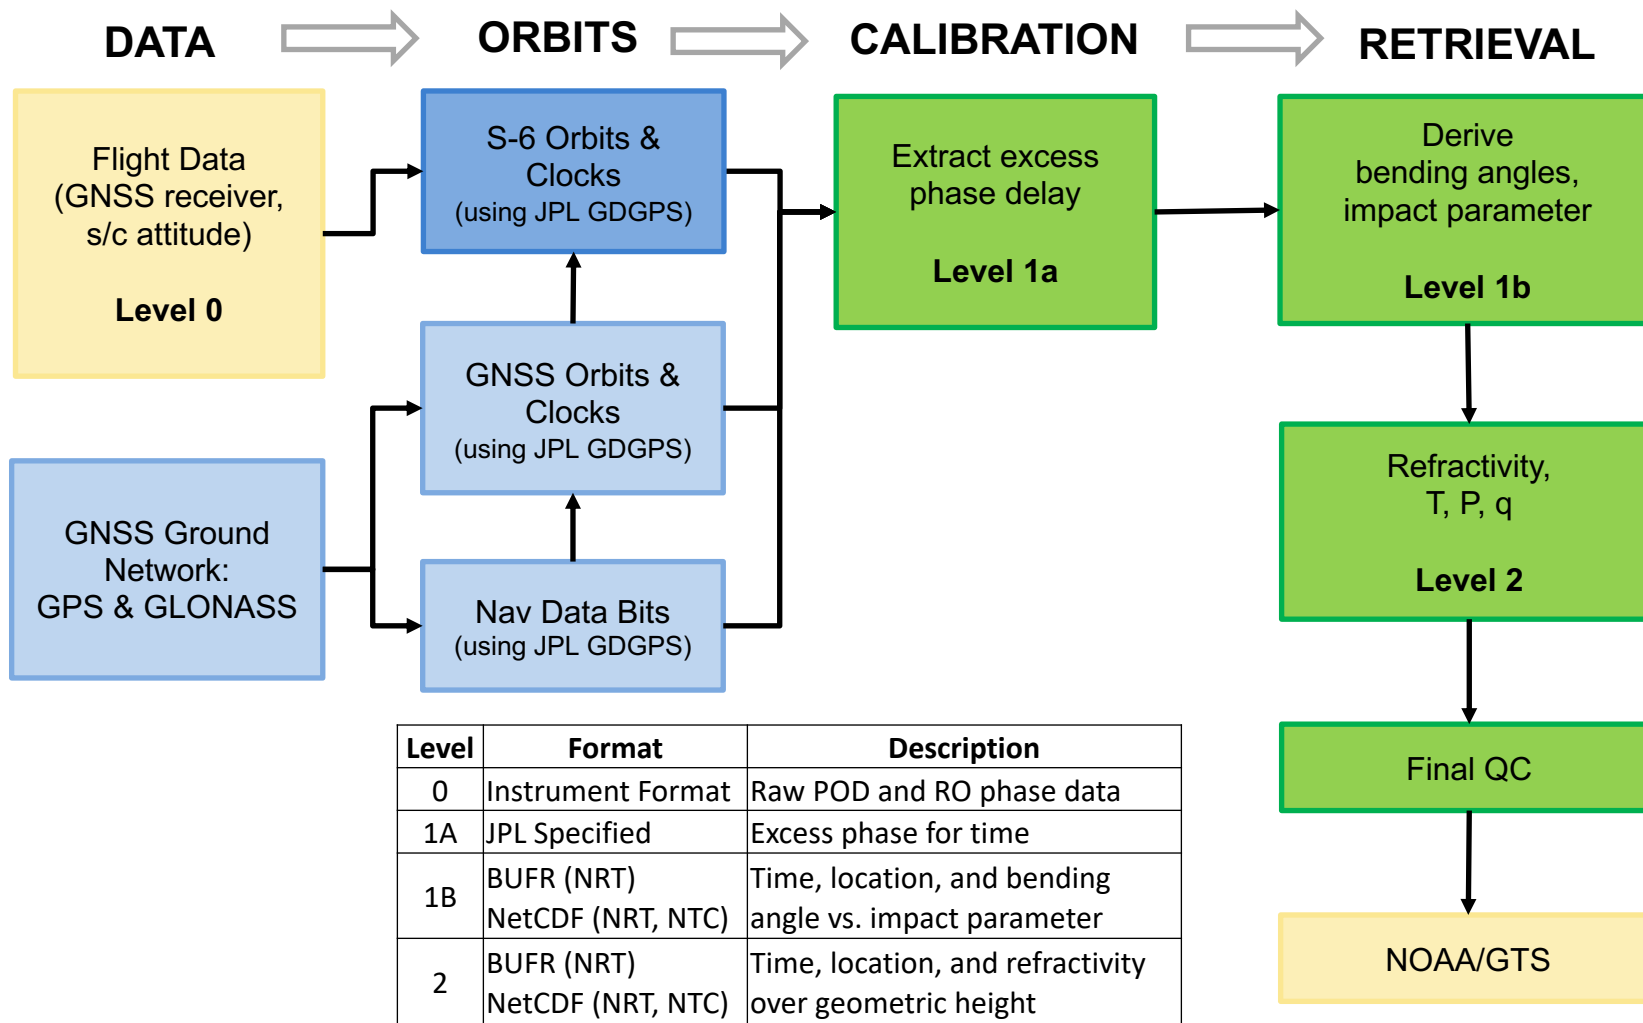 DATA
ORBITS
CALIBRATION
RETRIEVAL
Flight Data
(GNSS receiver,
s/c attitude)
Level 0
GNSS Ground
Network:
GPS & GLONASS
S-6 Orbits &
Clocks
(using JPL GDGPS)
GNSS Orbits &
Clocks
(using JPL GDGPS)
Nav Data Bits
(using JPL GDGPS)
Extract excess
phase delay
Level 1a
Derive
bending angles,
impact parameter
Level 1b
Refractivity,
T, P, q
Level 2
Final QC
NOAA/GTS
Level Format Description
0 Instrument Format Raw POD and RO phase data
1A JPL Specified Excess phase for time
1B BUFR (NRT) Time, location, and bending
NetCDF (NRT, NTC) angle vs. impact parameter
2 BUFR (NRT) Time, location, and refractivity
NetCDF (NRT, NTC) over geometric height